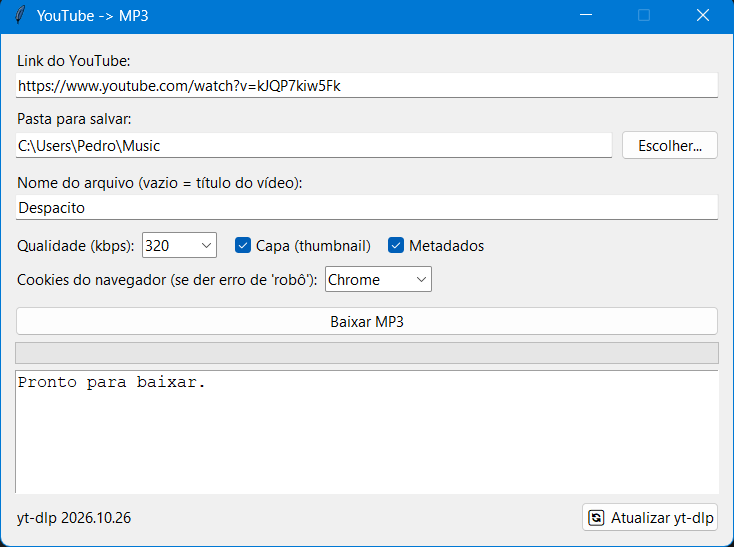 YouTube -> MP3
Link do YouTube:
https://www.youtube.com/watch?v=kJQP7kiw5Fk
Pasta para salvar:
C:\Users\Pedro\Music Escolher...
Nome do arquivo (vazio = título do vídeo):
Despacito
Qualidade (kbps): 320 Capa (thumbnail) Metadados
Cookies do navegador (se der erro de 'robô'): Chrome
Baixar MP3
Pronto para baixar.
yt-dlp 2026.10.26 Atualizar yt-dlp